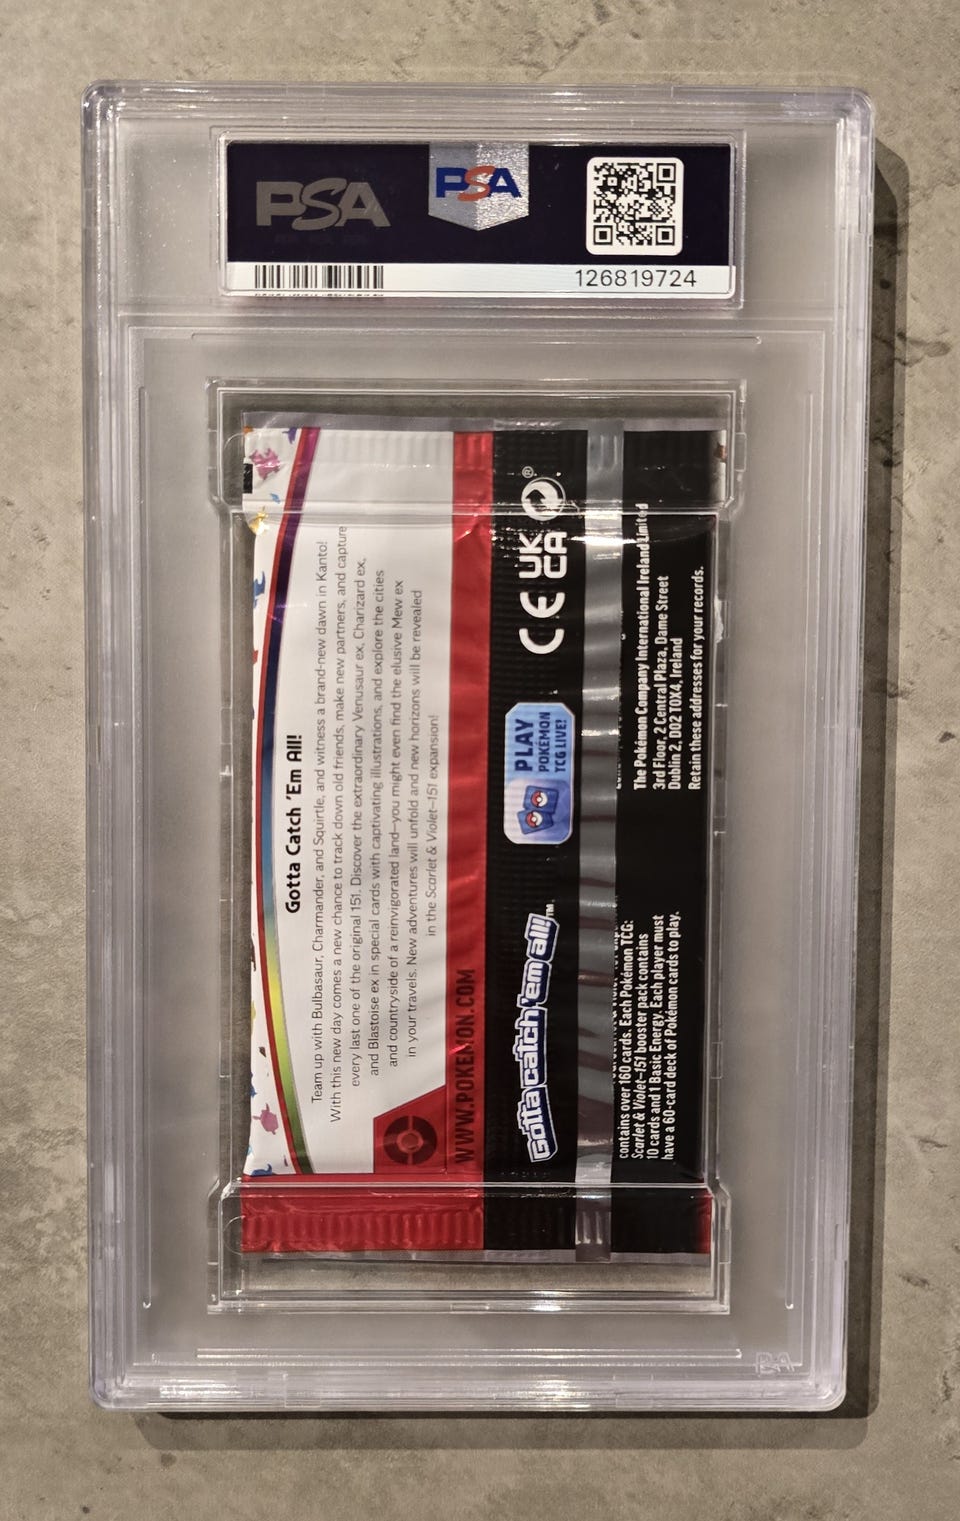 PSA
PSA
126819724
Gotta Catch 'Em All!
Team up with Bulbasaur, Charmander, and Squirtle, and witness a brand-new dawn in Kanto!
With this new day comes a new chance to track down old friends, make new partners, and capture
every last one of the original 151. Discover the extraordinary Venusaur ex, Charizard ex,
and Blastoise ex in special cards with captivating illustrations, and explore the cities
and countryside of a reinvigorated land—you might even find the elusive Mew ex
in your travels. New adventures will unfold and new horizons will be revealed
in the Scarlet & Violet—151 expansion!
WWW.POKEMON.COM
Gotta catch 'em all!™
PLAY
POKÉMON
TCG LIVE!
CE
UK
CA
®
contains over 160 cards. Each Pokémon TCG:
Scarlet & Violet—151 booster pack contains
10 cards and 1 Basic Energy. Each player must
have a 60-card deck of Pokémon cards to play.
The Pokémon Company International Ireland Limited
3rd Floor, 2 Central Plaza, Dame Street
Dublin 2, D02 T0X4, Ireland
Retain these addresses for your records.
PSA